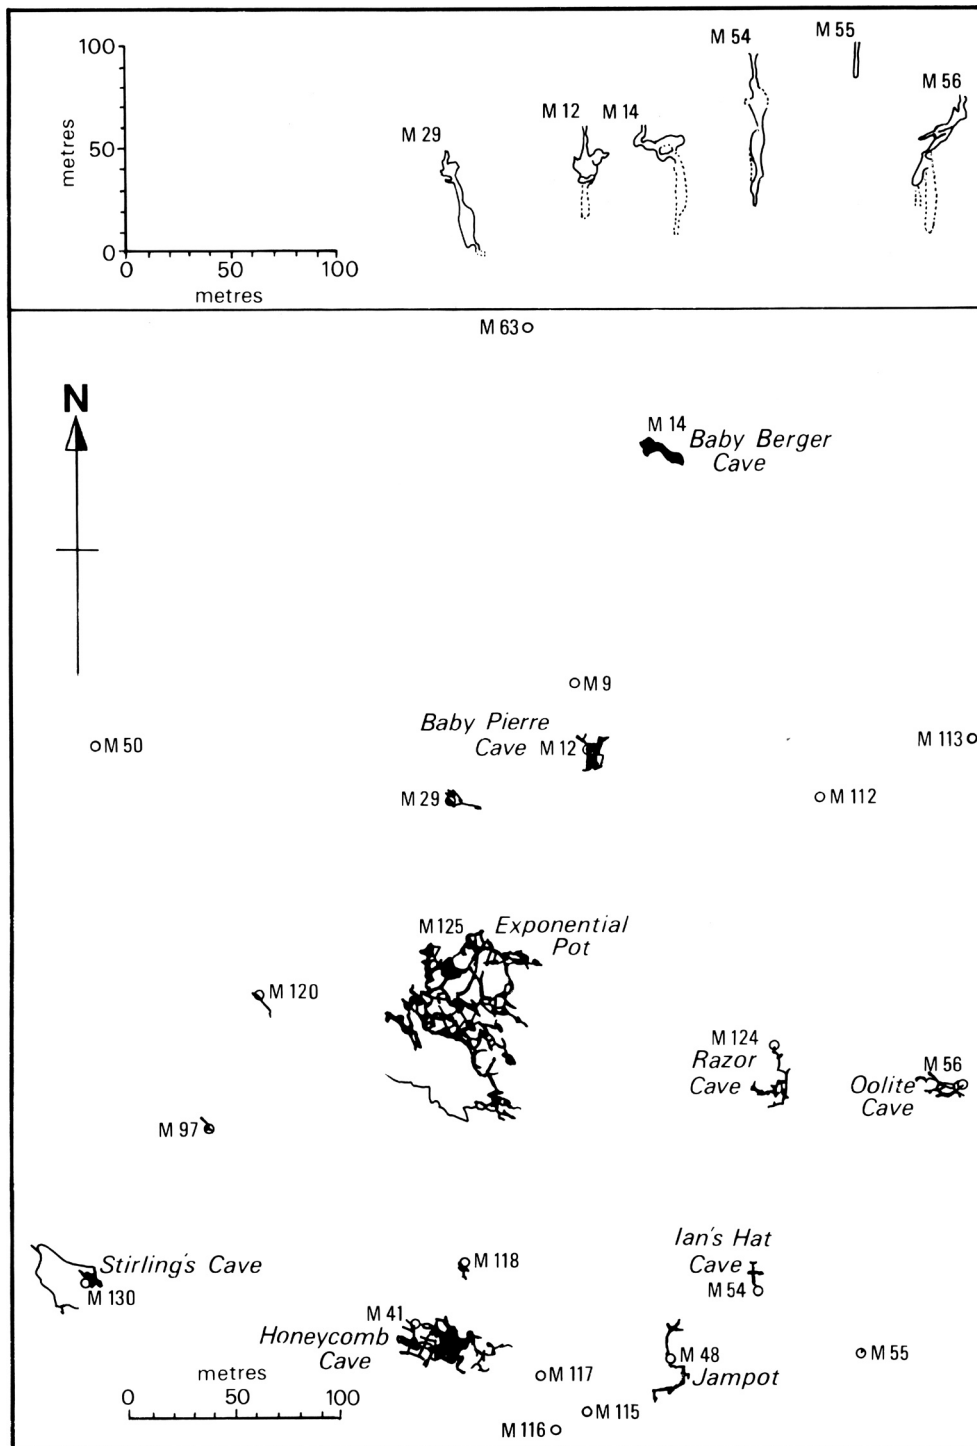 100
50
0
metres
0 50 100
metres
M 29
M 12
M 14
M 54
M 55
M 56
M 63
N
M 14 Baby Berger
Cave
M 9
Baby Pierre
Cave M 12
M 50
M 113
M 29
M 112
M 125 Exponential
Pot
M 120
M 124
Razor
Cave
M 56
Oolite
Cave
M 97
Ian's Hat
Cave
M 54
Stirling's Cave
M 130
M 118
M 41
Honeycomb
Cave
M 48
Jampot
M 55
M 117
M 115
M 116
metres
0 50 100